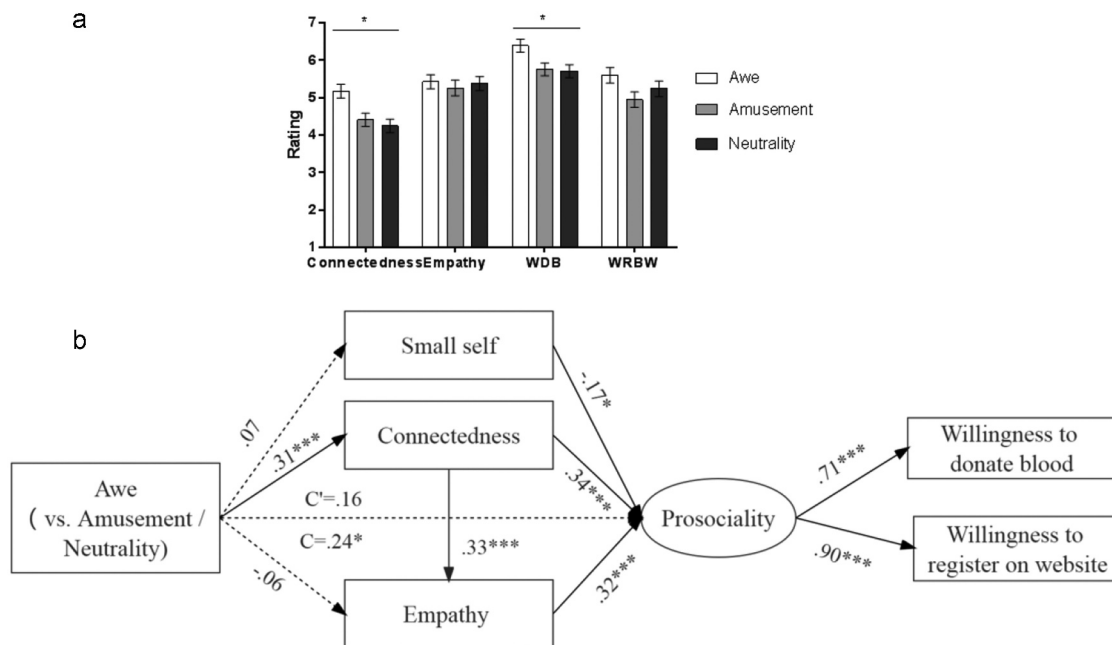 a
*
*
7
6
5
4
3
2
1
Rating
Connectedness Empathy WDB WRBW
Awe
Amusement
Neutrality
b
Small self
Connectedness
Empathy
Awe
( vs. Amusement /
Neutrality)
.07
.31***
C'=.16
C=.24*
-.06
.33***
-.17*
.34***
.32***
Prosociality
.71***
.90***
Willingness to
donate blood
Willingness to
register on website